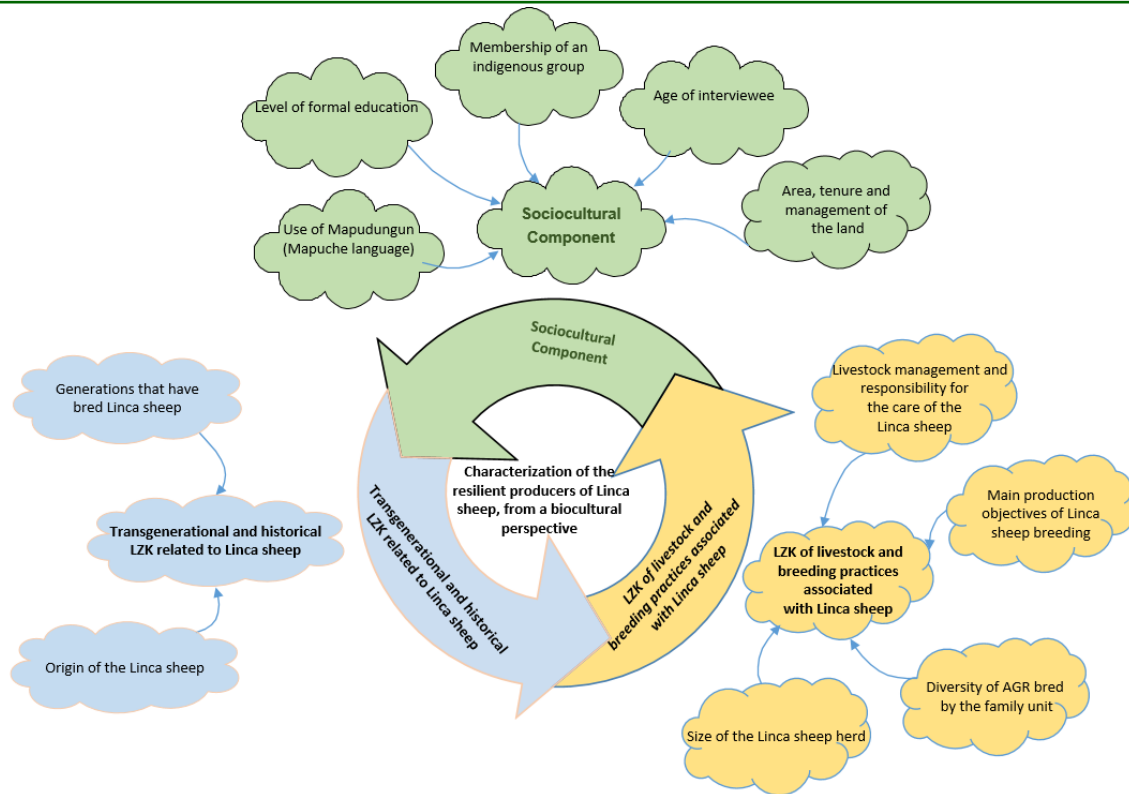 Membership of an
indigenous group
Level of formal education
Age of interviewee
Area, tenure and
management of
the land
Use of Mapudungun
(Mapuche language)
Sociocultural
Component
Sociocultural
Component
Generations that have
bred Linca sheep
Transgenerational and historical
LZK related to Linca sheep
Origin of the Linca sheep
Characterization of the
resilient producers of Linca
sheep, from a biocultural
perspective
Transgenerational and historical
LZK related to Linca sheep
LZK of livestock and
breeding practices associated
with Linca sheep
Livestock management and
responsibility for
the care of the
Linca sheep
Main production
objectives of Linca
sheep breeding
LZK of livestock and
breeding practices
associated
with Linca sheep
Diversity of AGR bred
by the family unit
Size of the Linca sheep herd